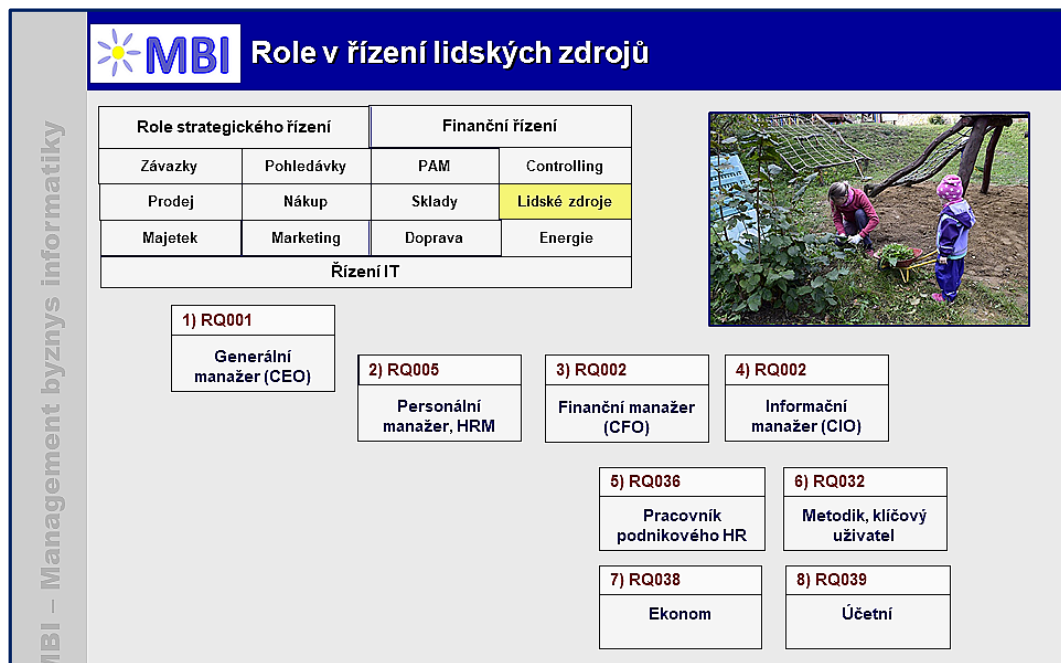 MBI
Role v řízení lidských zdrojů
MBI – Management byznys informatiky
Role strategického řízení
Finanční řízení
Závazky
Pohledávky
PAM
Controlling
Prodej
Nákup
Sklady
Lidské zdroje
Majetek
Marketing
Doprava
Energie
Řízení IT
1) RQ001
Generální
manažer (CEO)
2) RQ005
Personální
manažer, HRM
3) RQ002
Finanční manažer
(CFO)
4) RQ002
Informační
manažer (CIO)
5) RQ036
Pracovník
podnikového HR
6) RQ032
Metodik, klíčový
uživatel
7) RQ038
Ekonom
8) RQ039
Účetní